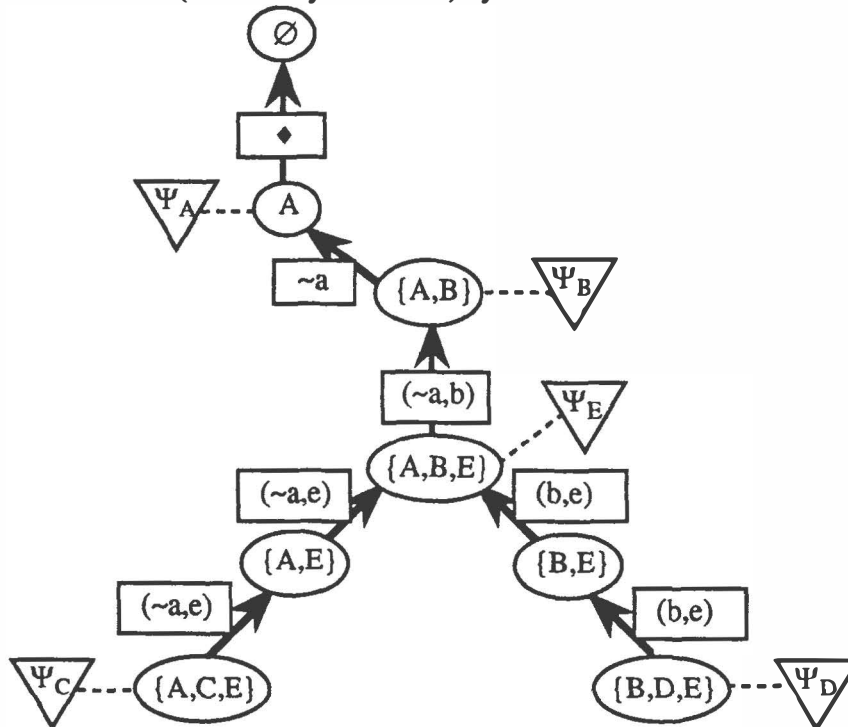 ∅
♦
Ψ_A
A
~a
{A,B}
Ψ_B
(~a,b)
Ψ_E
{A,B,E}
(~a,e)
(b,e)
{A,E}
{B,E}
(~a,e)
(b,e)
Ψ_C
{A,C,E}
{B,D,E}
Ψ_D